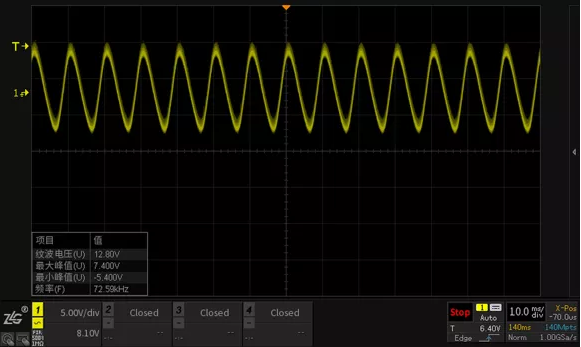 T
1
项目 值
纹波电压(U) 12.80V
最大峰值(U) 7.400V
最小峰值(U) -5.400V
频率(F) 72.59kHz
ZLG®
1 5.00V/div
8.10V
2 Closed
3 Closed
4 Closed
Stop
1
Auto
T 6.40V
Edge
10.0 ms/div
X-Pos
-70.0us
140ms 140Mpts
Norm 1.00GSa/s